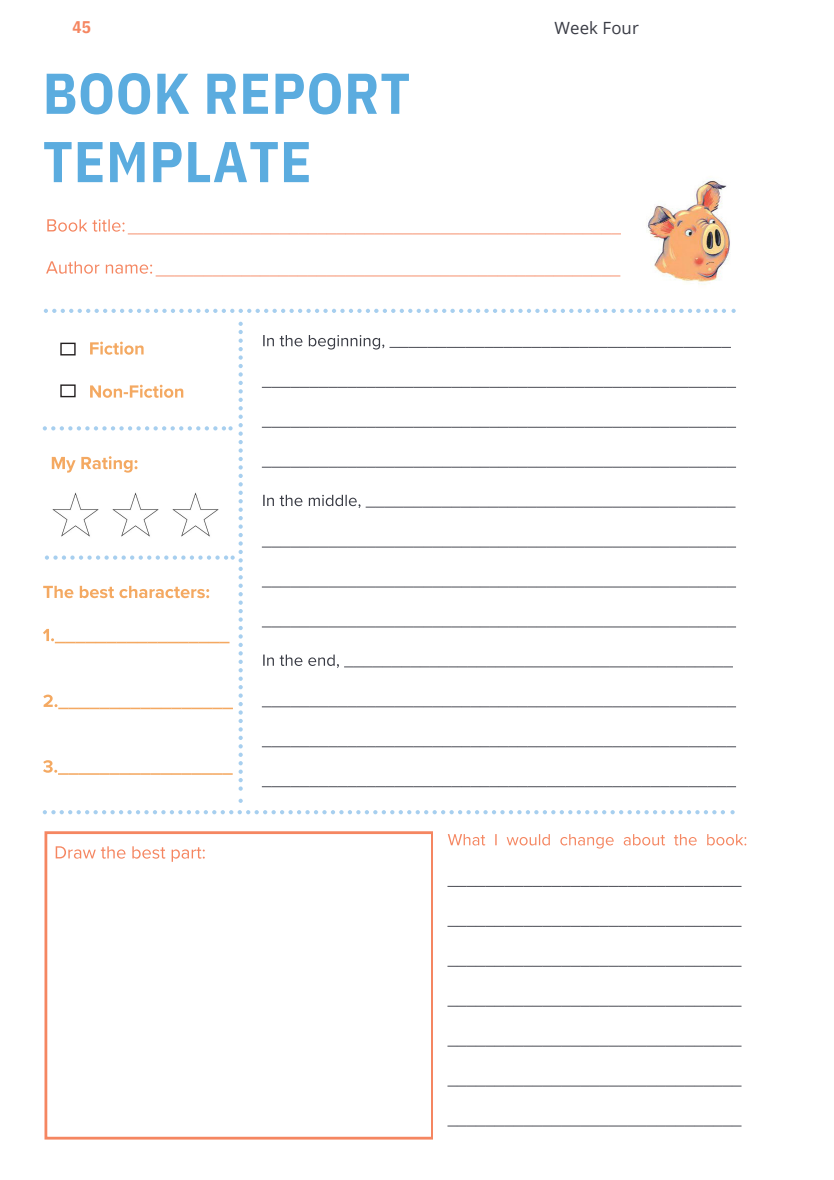 45
Week Four
BOOK REPORT
TEMPLATE
Book title:
Author name:
Fiction
Non-Fiction
My Rating:
The best characters:
1.
2.
3.
In the beginning,
In the middle,
In the end,
Draw the best part:
What I would change about the book: